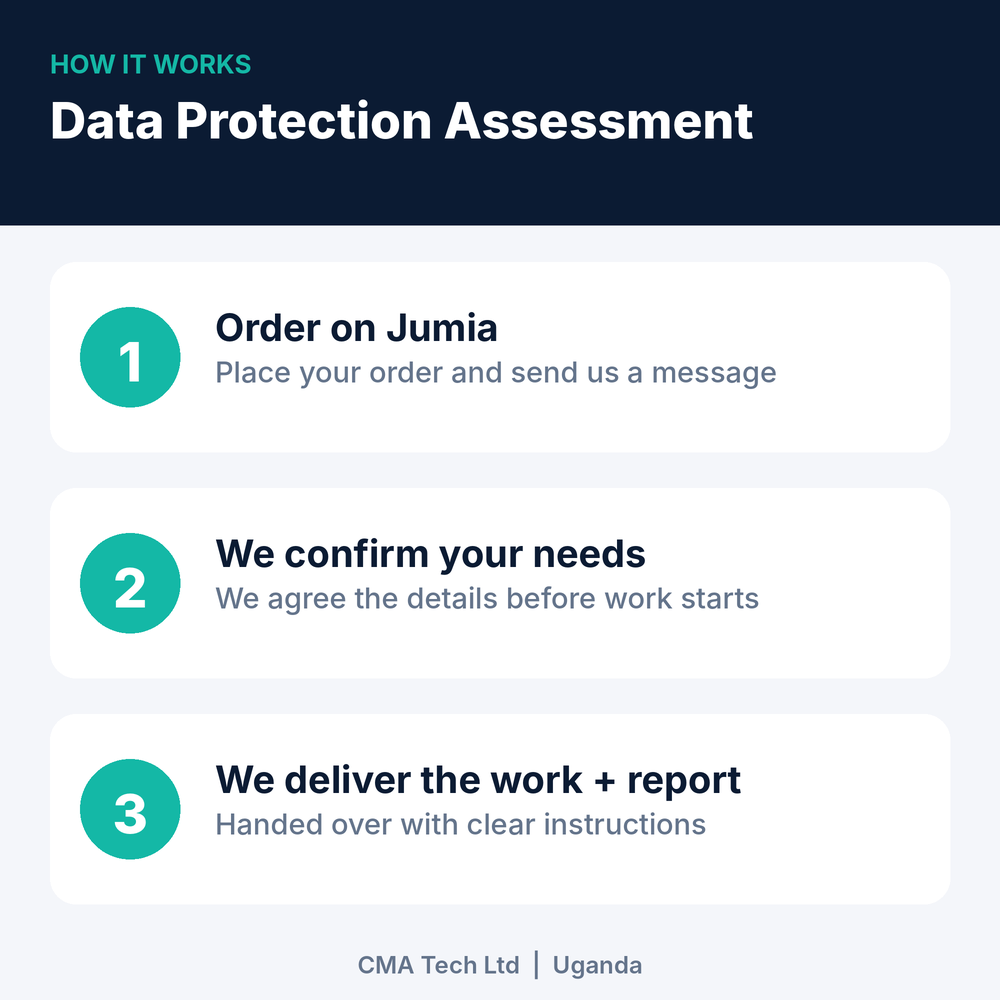 HOW IT WORKS
Data Protection Assessment
1
Order on Jumia
Place your order and send us a message
2
We confirm your needs
We agree the details before work starts
3
We deliver the work + report
Handed over with clear instructions
CMA Tech Ltd | Uganda